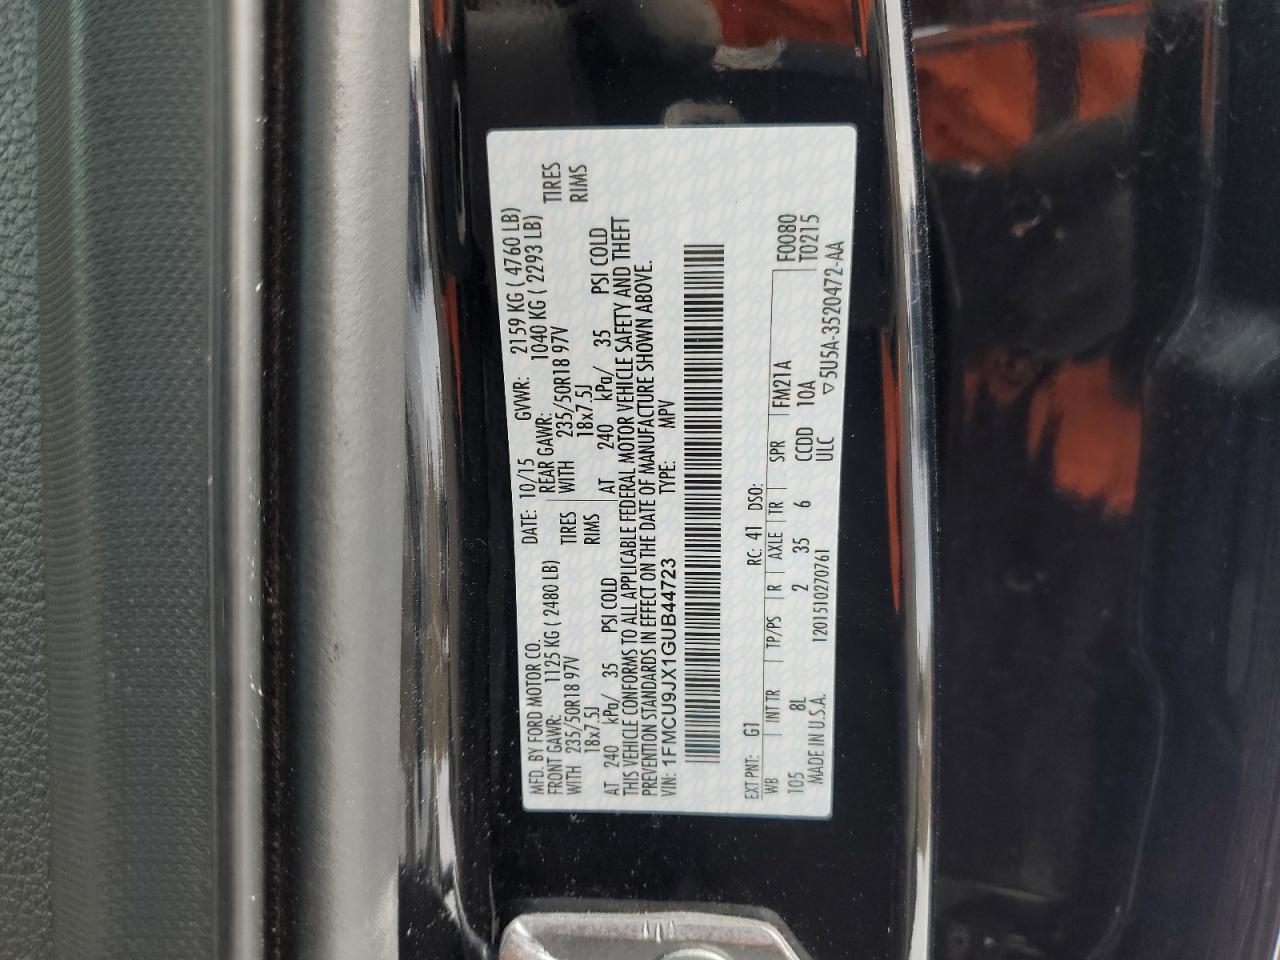 MFD. BY FORD MOTOR CO.
DATE: 10/15 GVWR: 2159 KG ( 4760 LB)
FRONT GAWR: 1125 KG ( 2480 LB) REAR GAWR: 1040 KG ( 2293 LB)
WITH 235/50R18 97V TIRES WITH 235/50R18 97V TIRES
18x7.5J RIMS 18x7.5J RIMS
AT 240 kPa/ 35 PSI COLD AT 240 kPa/ 35 PSI COLD
THIS VEHICLE CONFORMS TO ALL APPLICABLE FEDERAL MOTOR VEHICLE SAFETY AND THEFT
PREVENTION STANDARDS IN EFFECT ON THE DATE OF MANUFACTURE SHOWN ABOVE.
VIN: 1FMCU9JX1GUB44723 TYPE: MPV
EXT PNT: G1 RC: 41 DSO: F0080
WB INT TR TP/PS R AXLE TR SPR FM21A T0215
105 8L 2 35 6 CCDD 10A
MADE IN U.S.A. 1201510270761 ULC ▽5U5A-3520472-AA